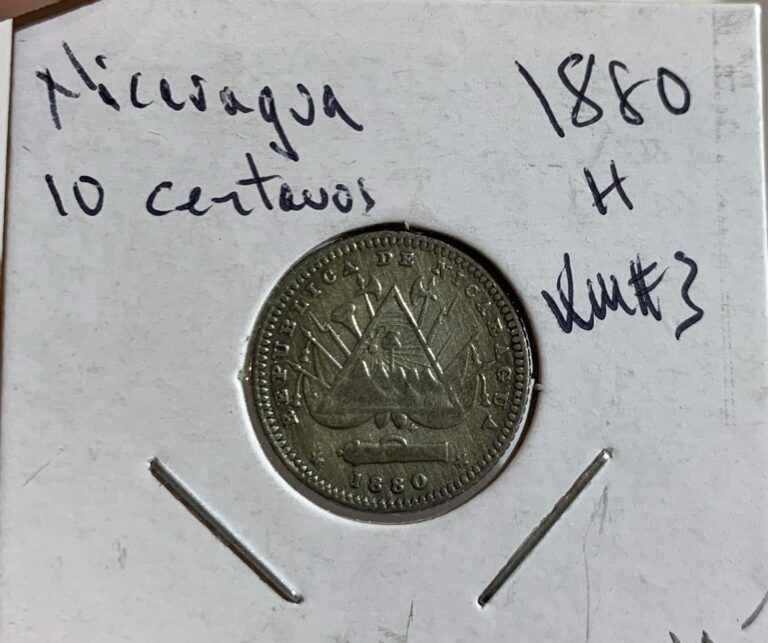 Nicaragua
10 centavos
1880
H
KM# 3
REPUBLICA DE NICARAGUA
1880